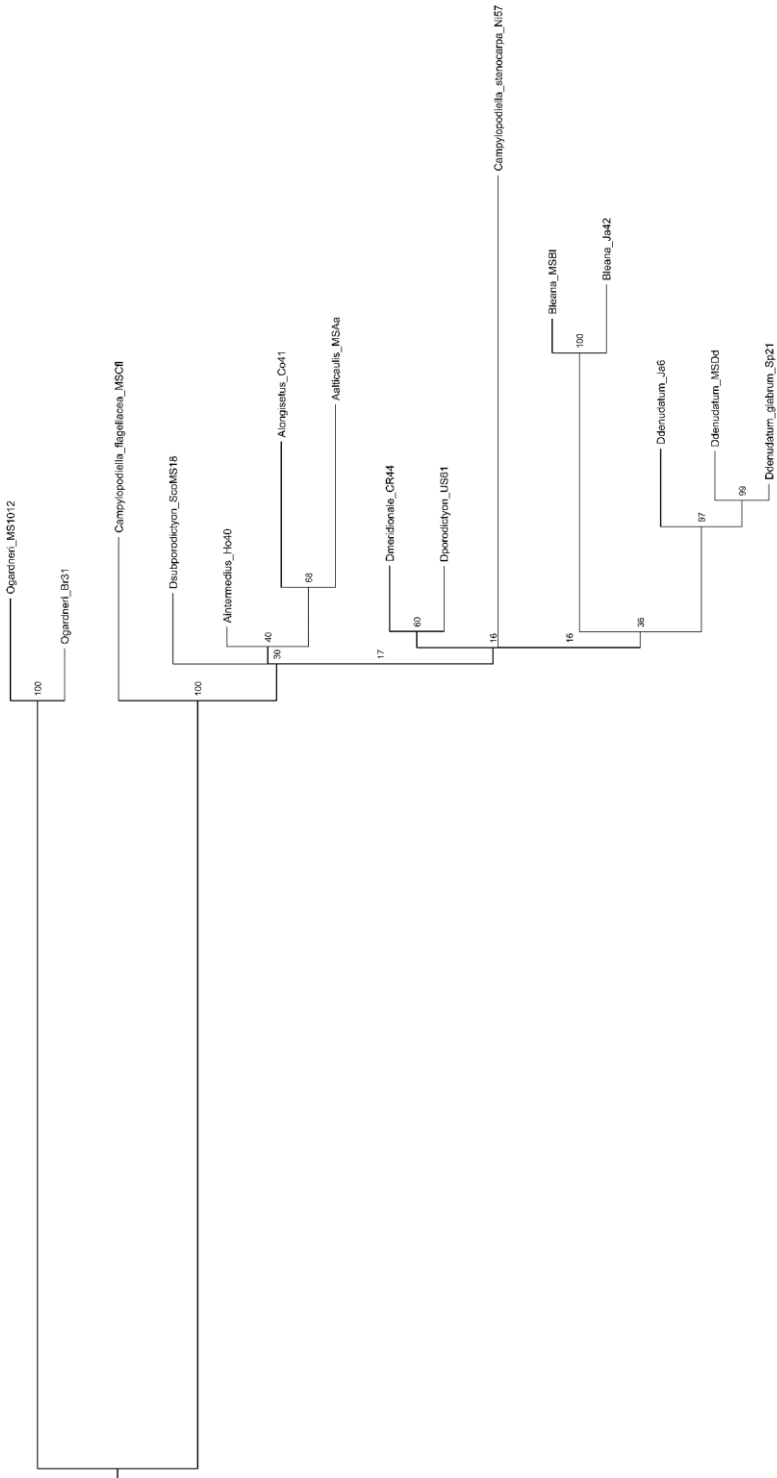 Ogardneri_MS1012
Ogardneri_Br31
100
Campylopodiella_flagellacea_MSCfl
100
Dsubporodictyon_ScoMS18
30
Aintermedius_Ho40
40
Alongisetus_Co41
Aalticaulis_MSAa
68
17
Dmeridionale_CR44
Dporodictyon_US61
60
16
Campylopodiella_stenocarpa_Ni57
16
Bleana_MSBl
Bleana_Ja42
100
36
Ddenudatum_Ja6
97
Ddenudatum_MSDd
99
Ddenudatum_glabrum_Sp21